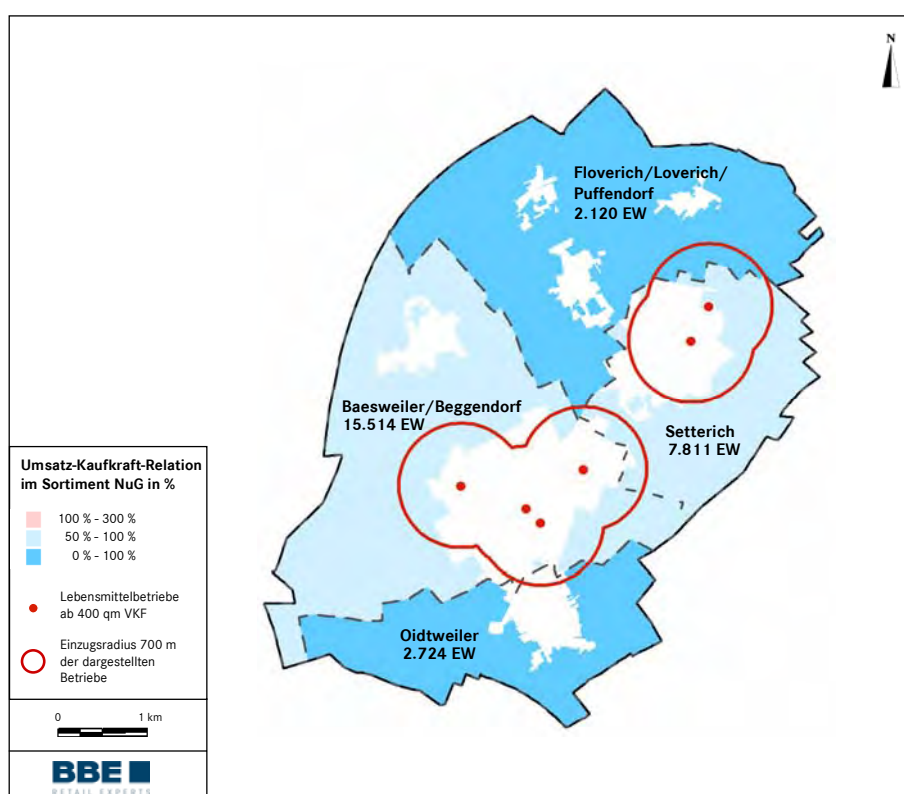 N
Floverich/Loverich/
Puffendorf
2.120 EW
Baesweiler/Beggendorf
15.514 EW
Setterich
7.811 EW
Oidtweiler
2.724 EW
Umsatz-Kaufkraft-Relation
im Sortiment NuG in %
100 % - 300 %
50 % - 100 %
0 % - 100 %
Lebensmittelbetriebe
ab 400 qm VKF
Einzugsradius 700 m
der dargestellten
Betriebe
0 1 km
BBE
RETAIL EXPERTS